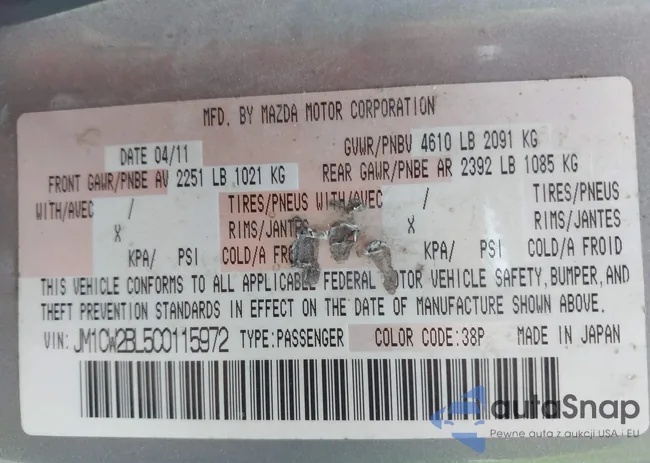 MFD. BY MAZDA MOTOR CORPORATION
DATE 04/11 GVWR/PNBV 4610 LB 2091 KG
FRONT GAWR/PNBE AV 2251 LB 1021 KG REAR GAWR/PNBE AR 2392 LB 1085 KG
WITH/AVEC / TIRES/PNEUS WITH/AVEC / TIRES/PNEUS
X RIMS/JANTES X RIMS/JANTES
KPA/ PSI COLD/A KPA/ PSI COLD/A FROID
THIS VEHICLE CONFORMS TO ALL APPLICABLE FEDERAL OTOR VEHICLE SAFETY,BUMPER,AND
THEFT PREVENTION STANDARDS IN EFFECT ON THE DATE OF MANUFACTURE SHOWN ABOVE.
VIN: JM1CW2BL5C0115972 TYPE:PASSENGER COLOR CODE:38P MADE IN JAPAN
autoSnap
Pewne auta z aukcji USA i EU